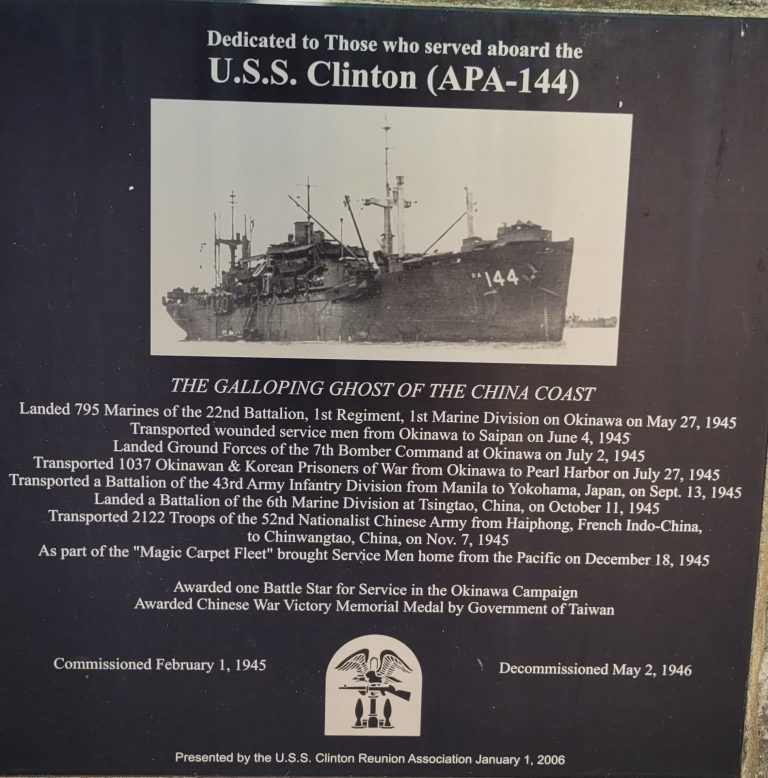 Dedicated to Those who served aboard the
U.S.S. Clinton (APA-144)
PA 144
THE GALLOPING GHOST OF THE CHINA COAST
Landed 795 Marines of the 22nd Battalion, 1st Regiment, 1st Marine Division on Okinawa on May 27, 1945
Transported wounded service men from Okinawa to Saipan on June 4, 1945
Landed Ground Forces of the 7th Bomber Command at Okinawa on July 2, 1945
Transported 1037 Okinawan & Korean Prisoners of War from Okinawa to Pearl Harbor on July 27, 1945
Transported a Battalion of the 43rd Army Infantry Division from Manila to Yokohama, Japan, on Sept. 13, 1945
Landed a Battalion of the 6th Marine Division at Tsingtao, China, on October 11, 1945
Transported 2122 Troops of the 52nd Nationalist Chinese Army from Haiphong, French Indo-China,
to Chinwangtao, China, on Nov. 7, 1945
As part of the "Magic Carpet Fleet" brought Service Men home from the Pacific on December 18, 1945
Awarded one Battle Star for Service in the Okinawa Campaign
Awarded Chinese War Victory Memorial Medal by Government of Taiwan
Commissioned February 1, 1945
Decommissioned May 2, 1946
Presented by the U.S.S. Clinton Reunion Association January 1, 2006